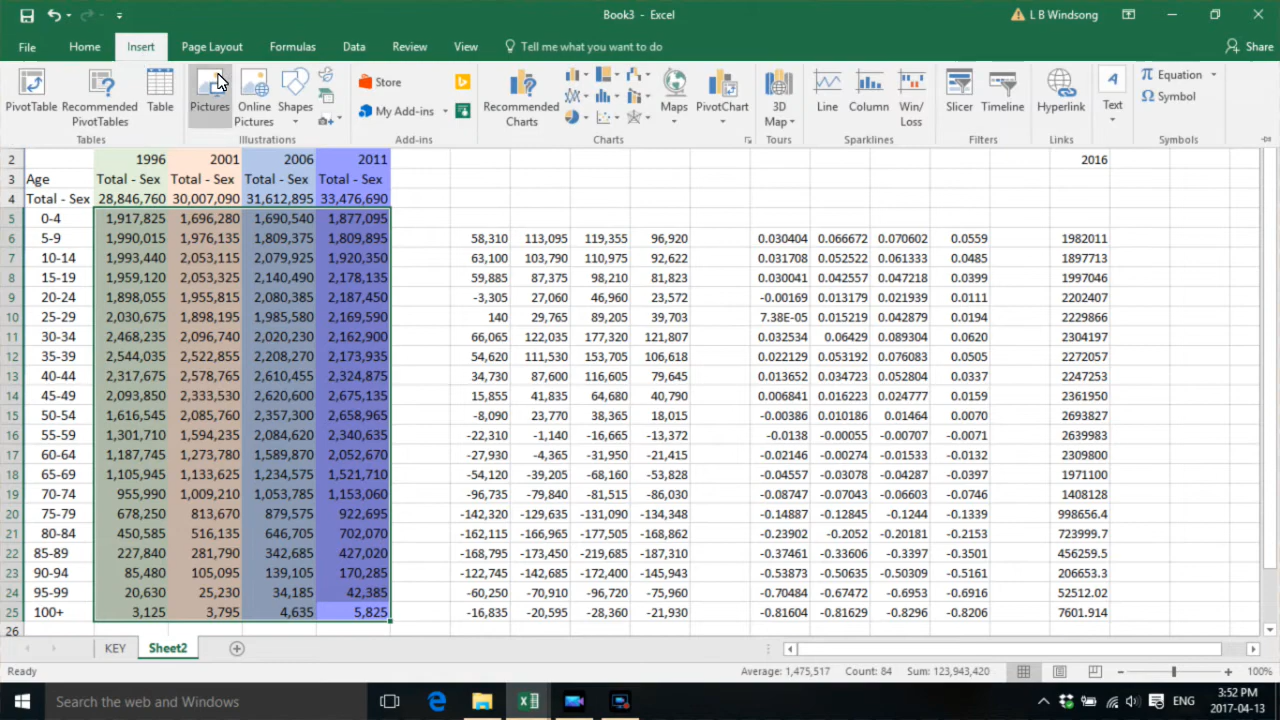 Book3 - Excel
L B Windsong
File Home Insert Page Layout Formulas Data Review View Tell me what you want to do Share
PivotTable Recommended PivotTables Table Pictures Online Pictures Shapes Store My Add-ins Recommended Charts Maps PivotChart 3D Map Line Column Win/Loss Slicer Timeline Hyperlink Text Equation Symbol
Tables Illustrations Add-ins Charts Tours Sparklines Filters Links Symbols
2 1996 2001 2006 2011 2016
3 Age Total - Sex Total - Sex Total - Sex Total - Sex
4 Total - Sex 28,846,760 30,007,090 31,612,895 33,476,690
5 0-4 1,917,825 1,696,280 1,690,540 1,877,095
6 5-9 1,990,015 1,976,135 1,809,375 1,809,895 58,310 113,095 119,355 96,920 0.030404 0.066672 0.070602 0.0559 1982011
7 10-14 1,993,440 2,053,115 2,079,925 1,920,350 63,100 103,790 110,975 92,622 0.031708 0.052522 0.061333 0.0485 1897713
8 15-19 1,959,120 2,053,325 2,140,490 2,178,135 59,885 87,375 98,210 81,823 0.030041 0.042557 0.047218 0.0399 1997046
9 20-24 1,898,055 1,955,815 2,080,385 2,187,450 -3,305 27,060 46,960 23,572 -0.00169 0.013179 0.021939 0.0111 2202407
10 25-29 2,030,675 1,898,195 1,985,580 2,169,590 140 29,765 89,205 39,703 7.38E-05 0.015219 0.042879 0.0194 2229866
11 30-34 2,468,235 2,096,740 2,020,230 2,162,900 66,065 122,035 177,320 121,807 0.032534 0.06429 0.089304 0.0620 2304197
12 35-39 2,544,035 2,522,855 2,208,270 2,173,935 54,620 111,530 153,705 106,618 0.022129 0.053192 0.076083 0.0505 2272057
13 40-44 2,317,675 2,578,765 2,610,455 2,324,875 34,730 87,600 116,605 79,645 0.013652 0.034723 0.052804 0.0337 2247253
14 45-49 2,093,850 2,333,530 2,620,600 2,675,135 15,855 41,835 64,680 40,790 0.006841 0.016223 0.024777 0.0159 2361950
15 50-54 1,616,545 2,085,760 2,357,300 2,658,965 -8,090 23,770 38,365 18,015 -0.00386 0.010186 0.01464 0.0070 2693827
16 55-59 1,301,710 1,594,235 2,084,620 2,340,635 -22,310 -1,140 -16,665 -13,372 -0.0138 -0.00055 -0.00707 -0.0071 2639983
17 60-64 1,187,745 1,273,780 1,589,870 2,052,670 -27,930 -4,365 -31,950 -21,415 -0.02146 -0.00274 -0.01533 -0.0132 2309800
18 65-69 1,105,945 1,133,625 1,234,575 1,521,710 -54,120 -39,205 -68,160 -53,828 -0.04557 -0.03078 -0.04287 -0.0397 1971100
19 70-74 955,990 1,009,210 1,053,785 1,153,060 -96,735 -79,840 -81,515 -86,030 -0.08747 -0.07043 -0.06603 -0.0746 1408128
20 75-79 678,250 813,670 879,575 922,695 -142,320 -129,635 -131,090 -134,348 -0.14887 -0.12845 -0.1244 -0.1339 998656.4
21 80-84 450,585 516,135 646,705 702,070 -162,115 -166,965 -177,505 -168,862 -0.23902 -0.2052 -0.20181 -0.2153 723999.7
22 85-89 227,840 281,790 342,685 427,020 -168,795 -173,450 -219,685 -187,310 -0.37461 -0.33606 -0.3397 -0.3501 456259.5
23 90-94 85,480 105,095 139,105 170,285 -122,745 -142,685 -172,400 -145,943 -0.53873 -0.50635 -0.50309 -0.5161 206653.3
24 95-99 20,630 25,230 34,185 42,385 -60,250 -70,910 -96,720 -75,960 -0.70484 -0.67472 -0.6953 -0.6916 52512.02
25 100+ 3,125 3,795 4,635 5,825 -16,835 -20,595 -28,360 -21,930 -0.81604 -0.81629 -0.8296 -0.8206 7601.914
26
KEY Sheet2
Ready Average: 1,475,517 Count: 84 Sum: 123,943,420 100%
Search the web and Windows ENG 3:52 PM
2017-04-13